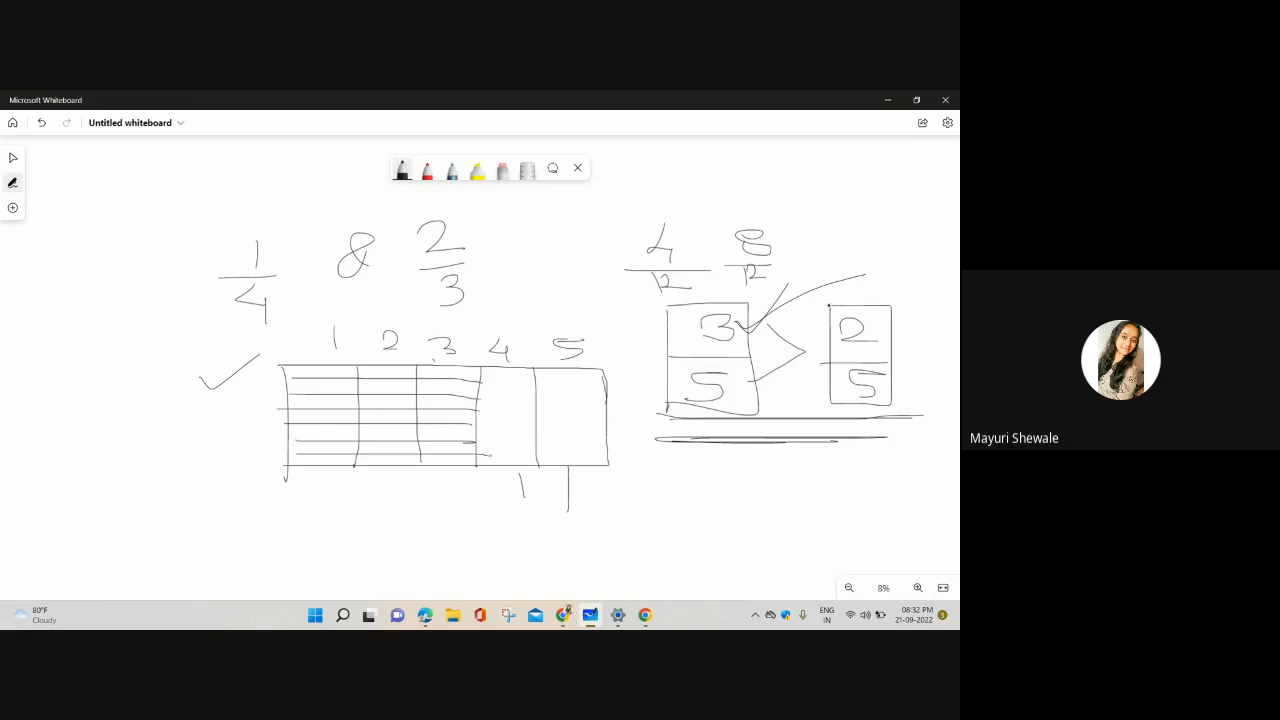 Microsoft Whiteboard
Untitled whiteboard
1/4 & 2/3
4/12 8/12
1 2 3 4 5
3/5 > 2/5
Mayuri Shewale
8%
80°F
Cloudy
ENG
IN
08:32 PM
21-09-2022
3